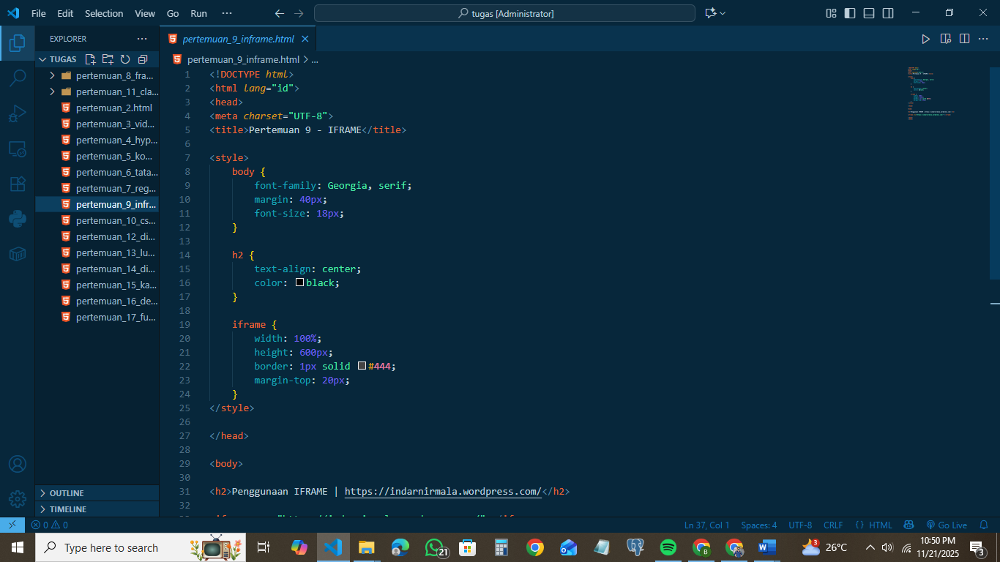 File Edit Selection View Go Run ··· tugas [Administrator]
EXPLORER ···
TUGAS
pertemuan_8_fra...
pertemuan_11_cla...
pertemuan_2.html
pertemuan_3_vid...
pertemuan_4_hyp...
pertemuan_5_ko...
pertemuan_6_tata...
pertemuan_7_reg...
pertemuan_9_infr...
pertemuan_10_cs...
pertemuan_12_di...
pertemuan_13_lu...
pertemuan_14_di...
pertemuan_15_ka...
pertemuan_16_de...
pertemuan_17_fu...
OUTLINE
TIMELINE
pertemuan_9_inframe.html
pertemuan_9_inframe.html > ...
1 <!DOCTYPE html>
2 <html lang="id">
3 <head>
4 <meta charset="UTF-8">
5 <title>Pertemuan 9 - IFRAME</title>
6
7 <style>
8 body {
9 font-family: Georgia, serif;
10 margin: 40px;
11 font-size: 18px;
12 }
13
14 h2 {
15 text-align: center;
16 color: black;
17 }
18
19 iframe {
20 width: 100%;
21 height: 600px;
22 border: 1px solid #444;
23 margin-top: 20px;
24 }
25 </style>
26
27 </head>
28
29 <body>
30
31 <h2>Penggunaan IFRAME | https://indarnirmala.wordpress.com/</h2>
32
0 0 Ln 37, Col 1 Spaces: 4 UTF-8 CRLF {} HTML Go Live
Type here to search 21 3 26°C 10:50 PM
11/21/2025 3